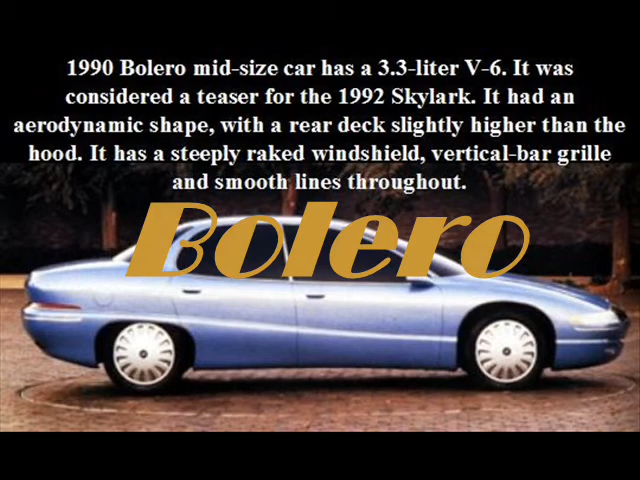 1990 Bolero mid-size car has a 3.3-liter V-6. It was
considered a teaser for the 1992 Skylark. It had an
aerodynamic shape, with a rear deck slightly higher than the
hood. It has a steeply raked windshield, vertical-bar grille
and smooth lines throughout.
Bolero